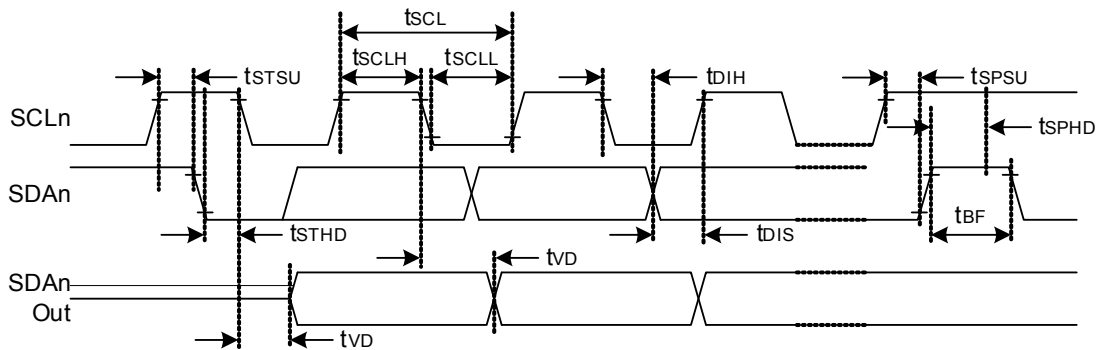 tSCL
tSTSU
tSCLH
tSCLL
tDIH
tSPSU
SCLn
tSPHD
SDAn
tSTHD
tDIS
tBF
tVD
SDAn
Out
tVD